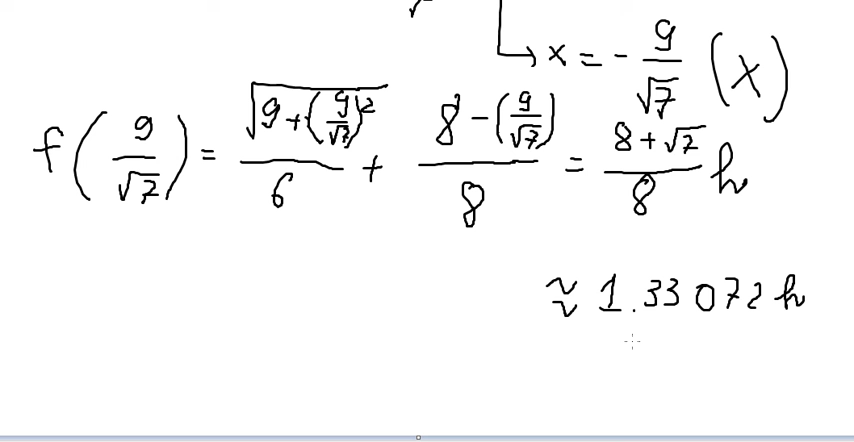 x = - 9/√7 (x)
f(9/√7) = √(9+(9/√7)²)/6 + (8-(9/√7))/8 = (8+√7)/8 h
≈ 1.33072 h